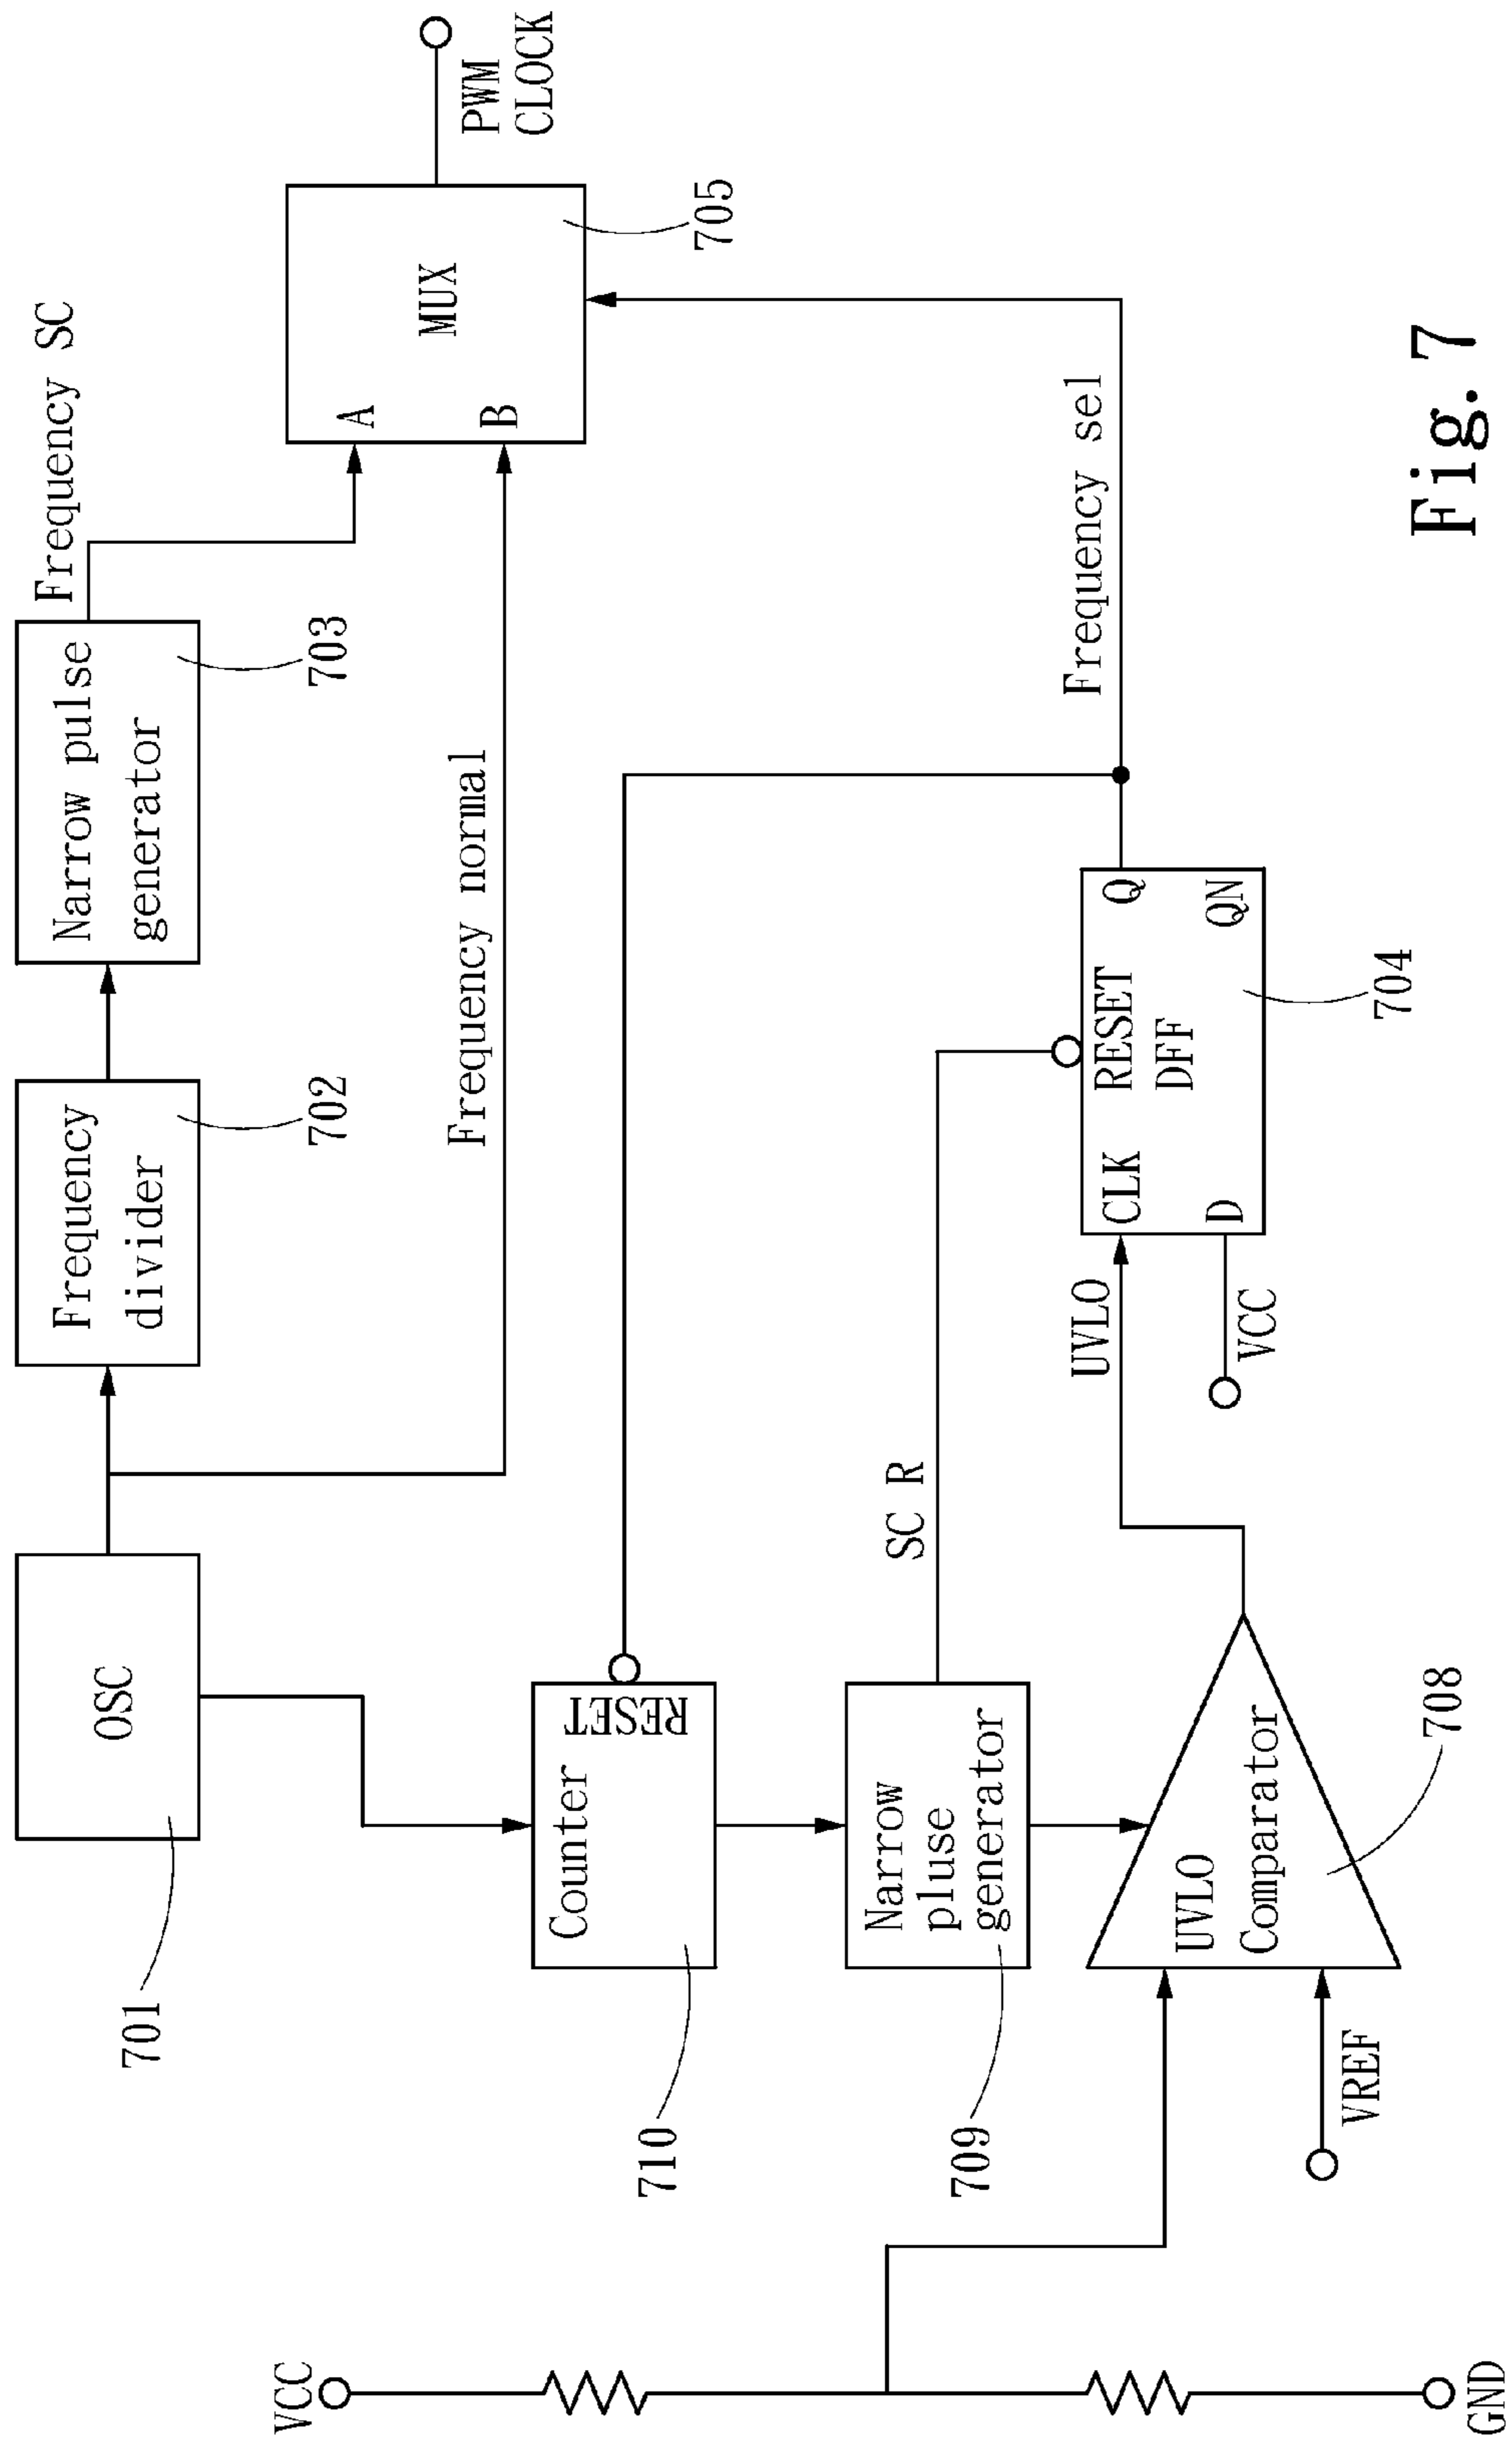 VCC
GND
VREF
701
OSC
710
Counter
RESET
709
Narrow
pluse
generator
SC R
UVLO
Comparator
708
UVLO
VCC
CLK
D
RESET
DFF
Q
QN
704
Frequency
divider
702
Narrow pulse
generator
703
Frequency normal
Frequency SC
Frequency sel
A
B
MUX
705
PWM
CLOCK
Fig. 7